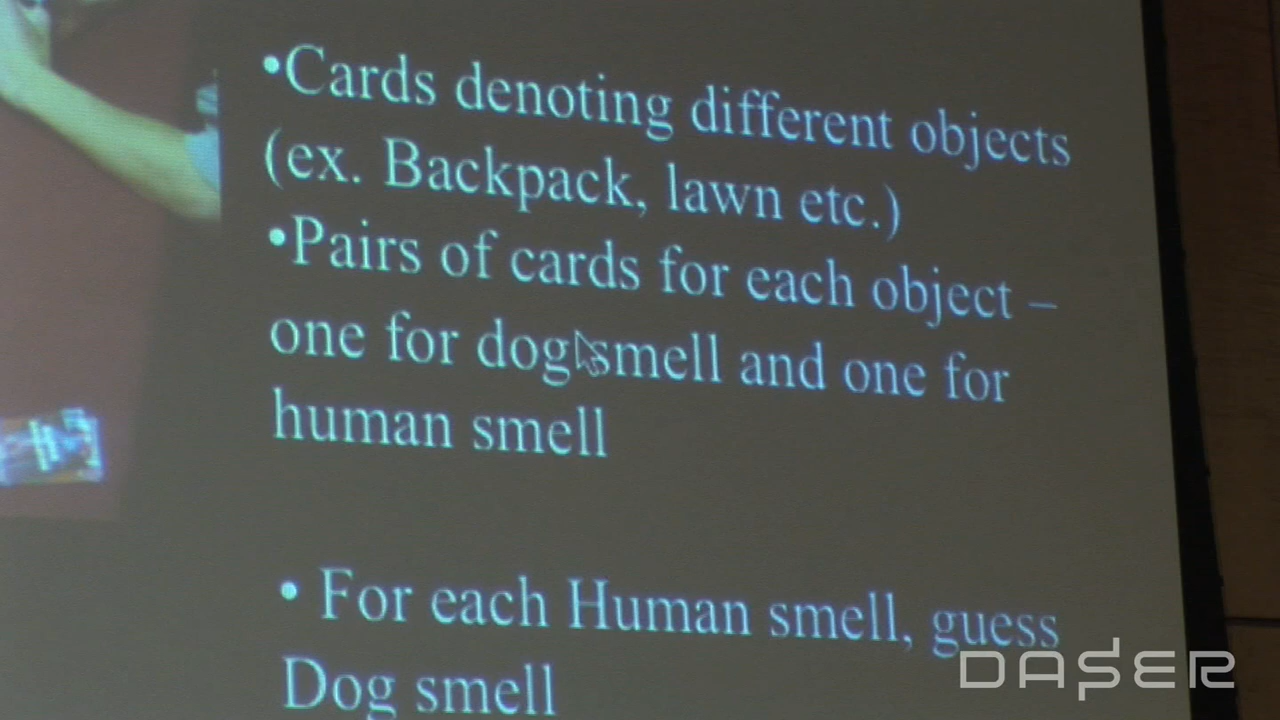 •Cards denoting different objects
(ex. Backpack, lawn etc.)
•Pairs of cards for each object –
one for dog smell and one for
human smell
• For each Human smell, guess
Dog smell
DASER